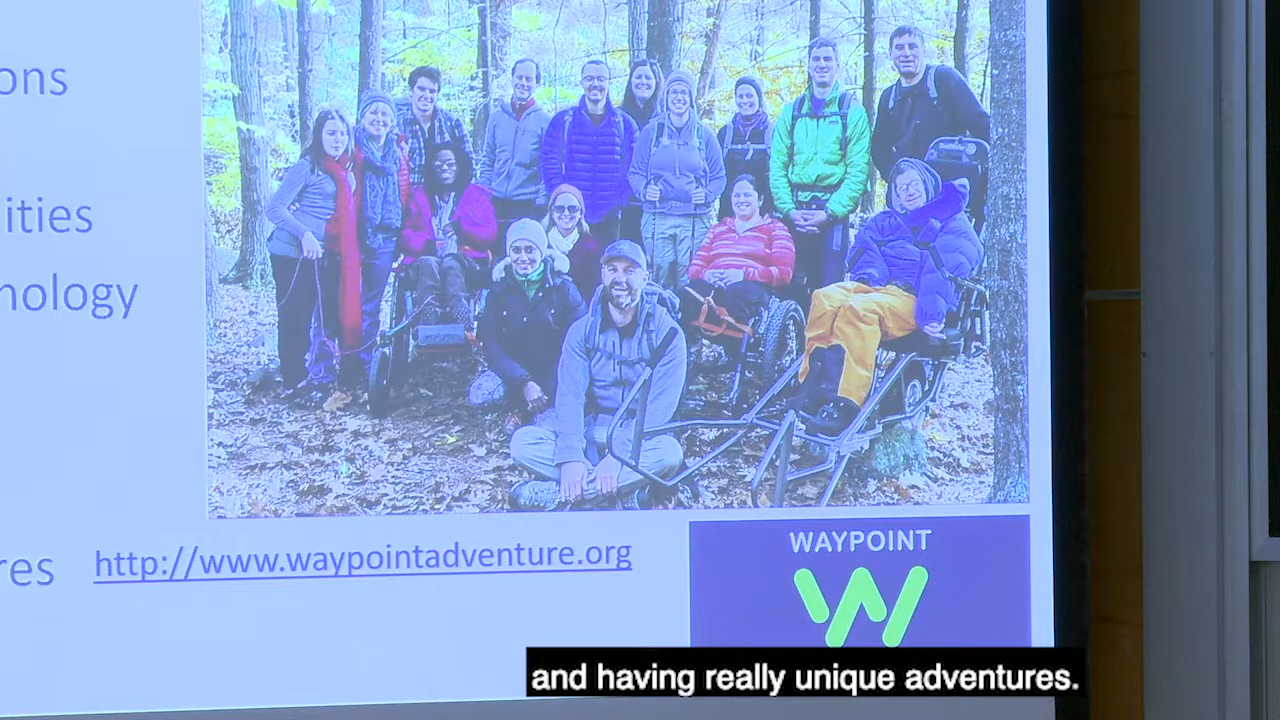 ons
ities
nology
res http://www.waypointadventure.org
WAYPOINT
W
and having really unique adventures.